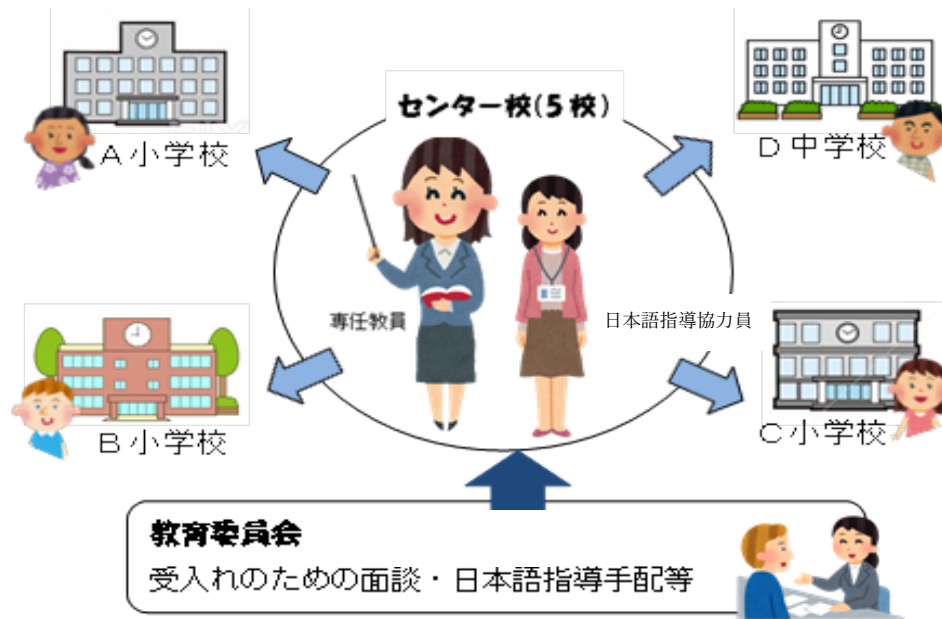 センター校(5校)
A小学校
D中学校
専任教員
日本語指導協力員
B小学校
C小学校
教育委員会
受入れのための面談・日本語指導手配等